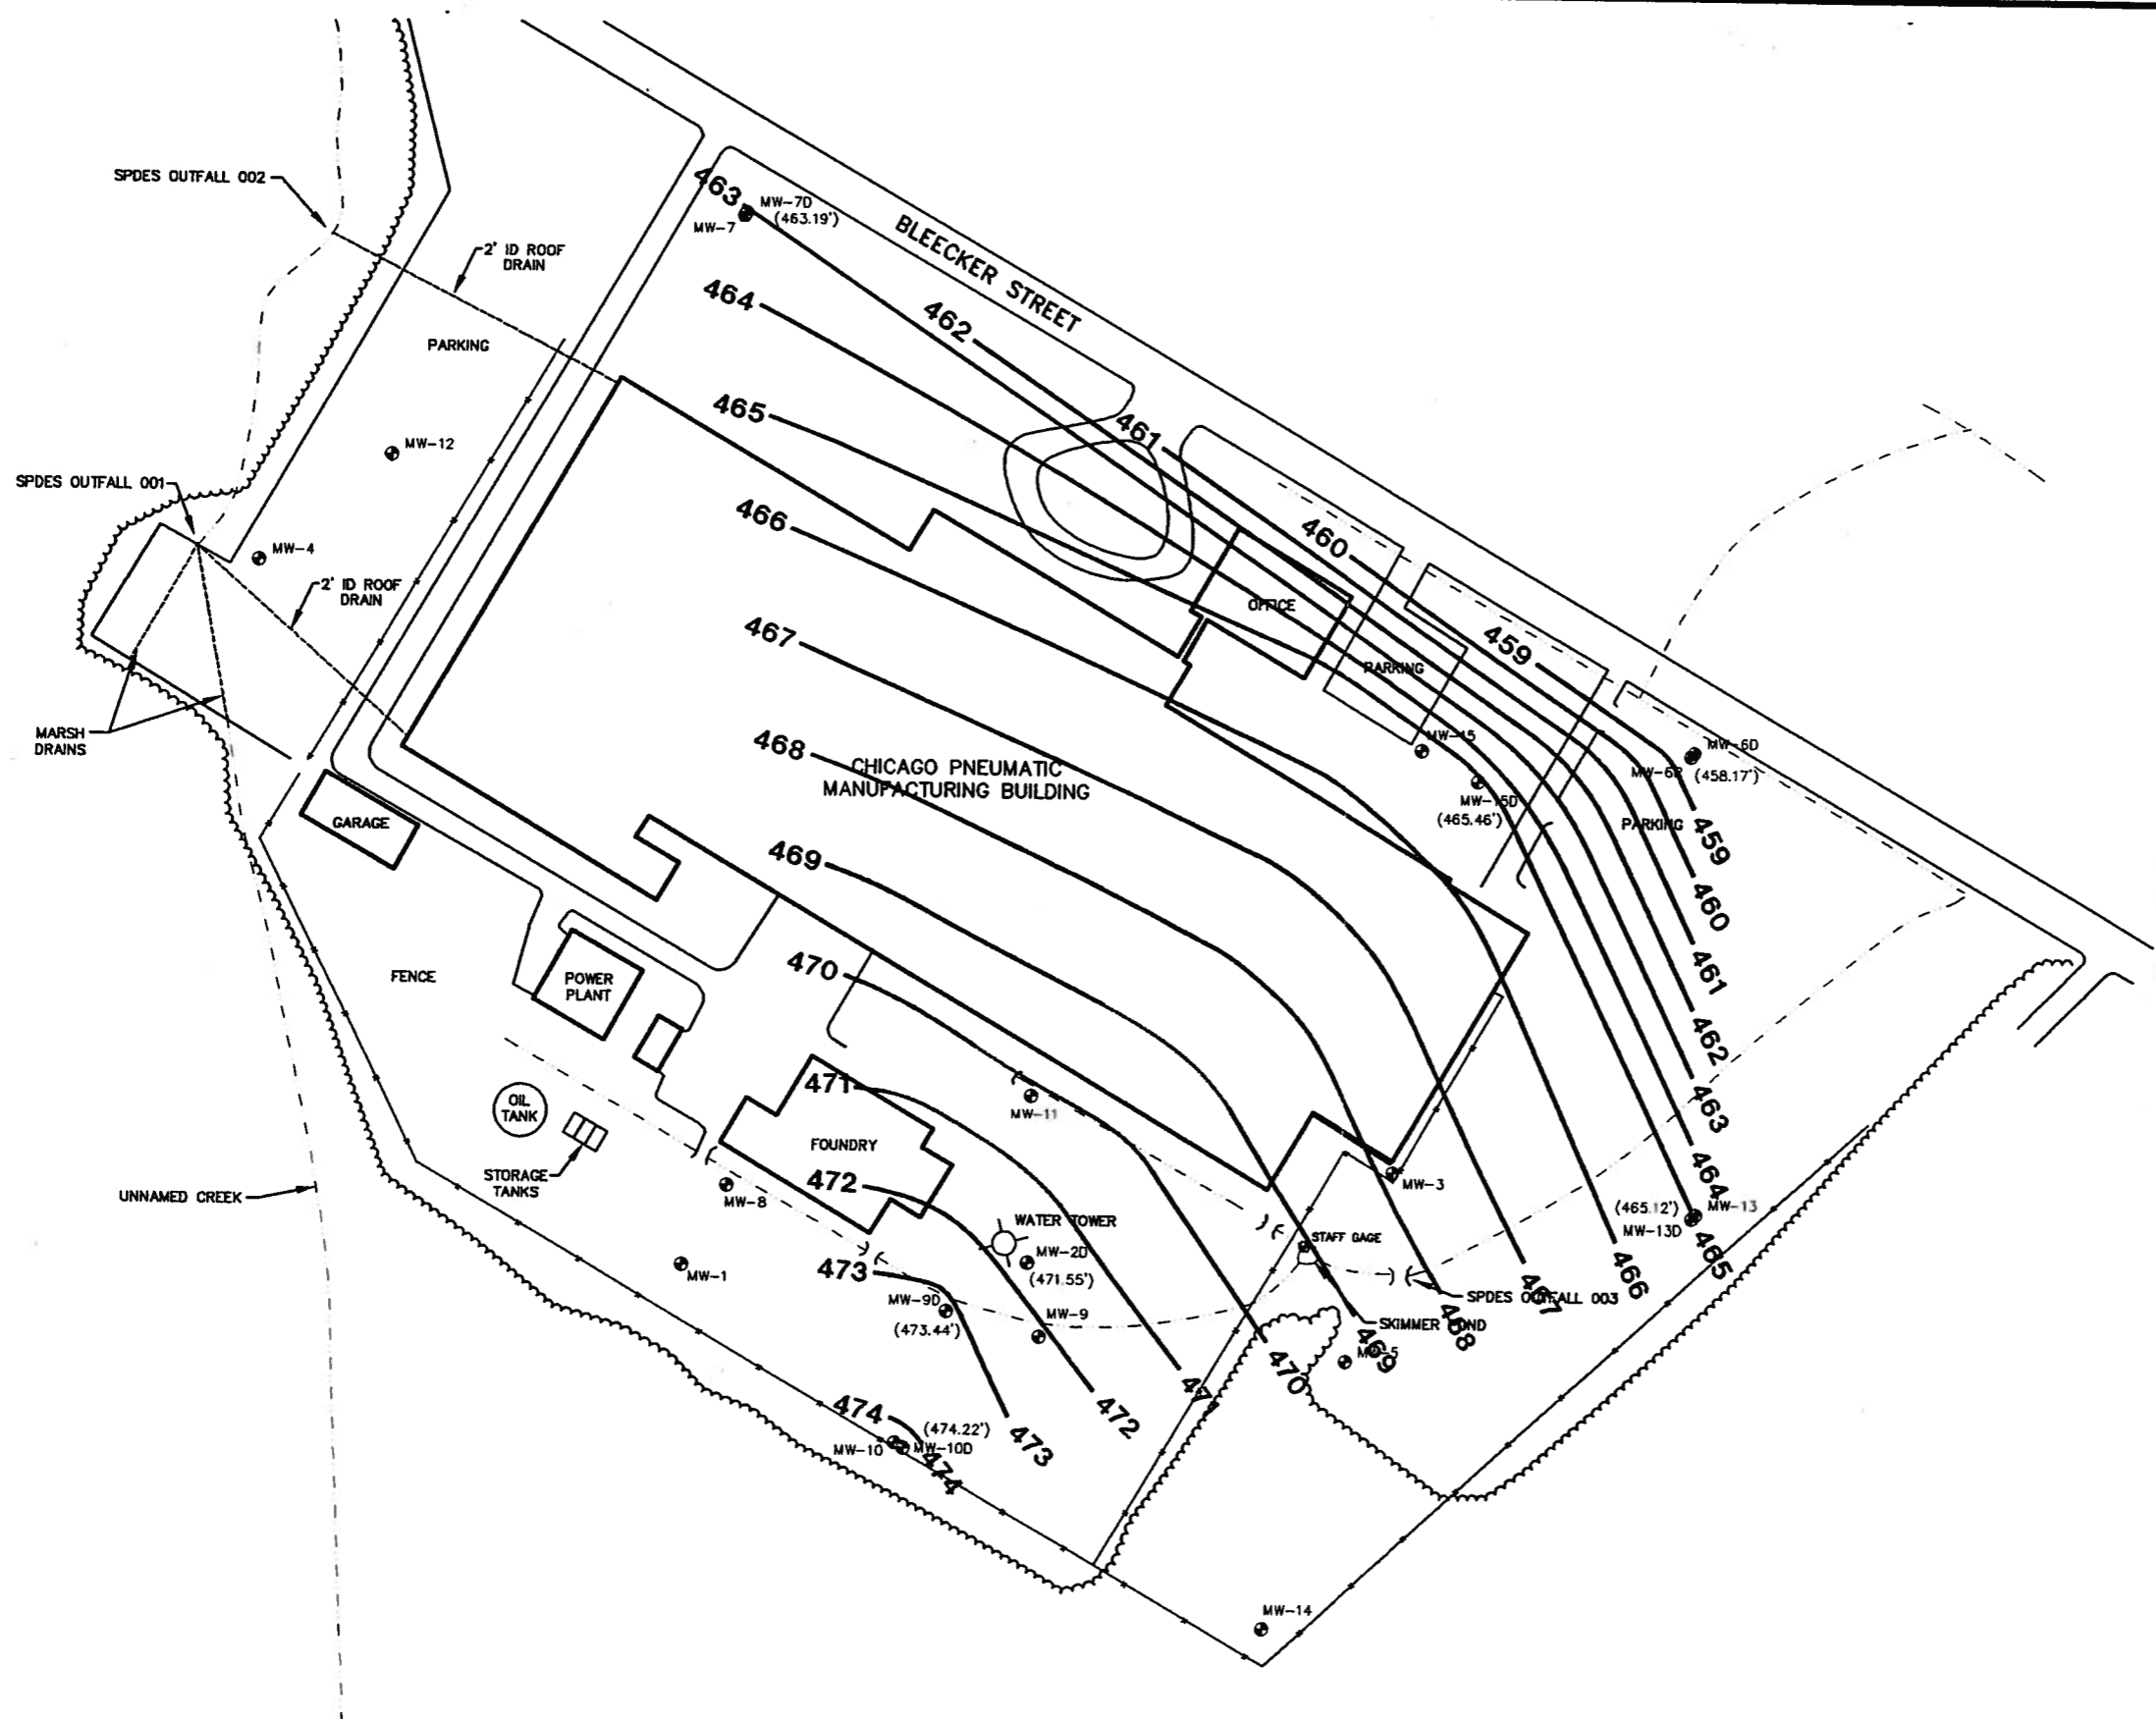 SPDES OUTFALL 002
463
MW-7D
(463.19')
MW-7
BLEECKER STREET
2' ID ROOF
DRAIN
464
462
PARKING
465
461
MW-12
SPDES OUTFALL 001
466
460
MW-4
2' ID ROOF
DRAIN
OFFICE
467
459
PARKING
MARSH
DRAINS
468
MW-15
MW-6D
(458.17')
CHICAGO PNEUMATIC
MANUFACTURING BUILDING
MW-15D
(465.46')
GARAGE
PARKING
459
469
460
470
FENCE
POWER
PLANT
461
462
471
OIL
TANK
MW-11
463
FOUNDRY
STORAGE
TANKS
472
464
UNNAMED CREEK
MW-8
MW-3
(465.12')
MW-13
MW-13D
WATER TOWER
STAFF GAGE
465
MW-2D
(471.55')
473
MW-1
466
467
SPDES OUTFALL 003
MW-9D
(473.44')
MW-9
468
SKIMMER POND
469
MW-5
470
474
(474.22')
MW-10
MW-10D
472
473
474
MW-14